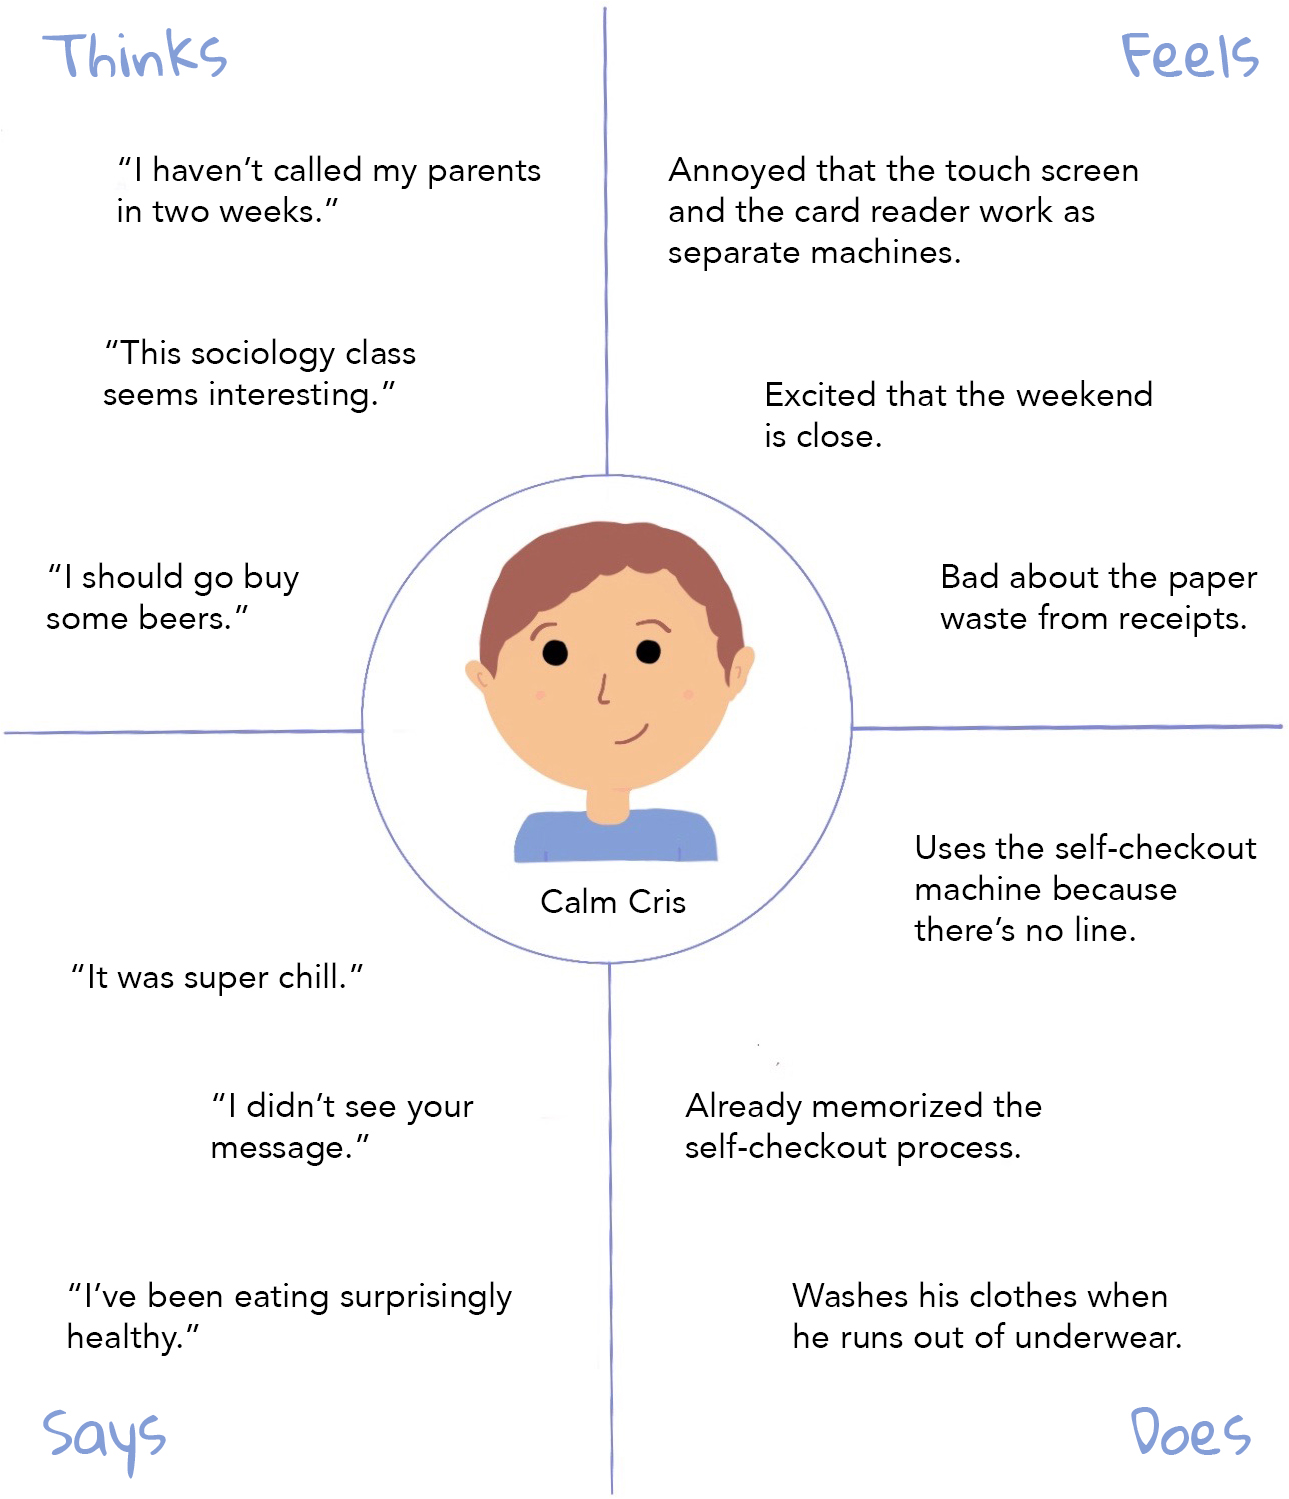 Thinks
“I haven’t called my parents
in two weeks.”
“This sociology class
seems interesting.”
“I should go buy
some beers.”
Feels
Annoyed that the touch screen
and the card reader work as
separate machines.
Excited that the weekend
is close.
Bad about the paper
waste from receipts.
Calm Cris
“It was super chill.”
“I didn’t see your
message.”
“I’ve been eating surprisingly
healthy.”
Says
Uses the self-checkout
machine because
there’s no line.
Already memorized the
self-checkout process.
Washes his clothes when
he runs out of underwear.
Does